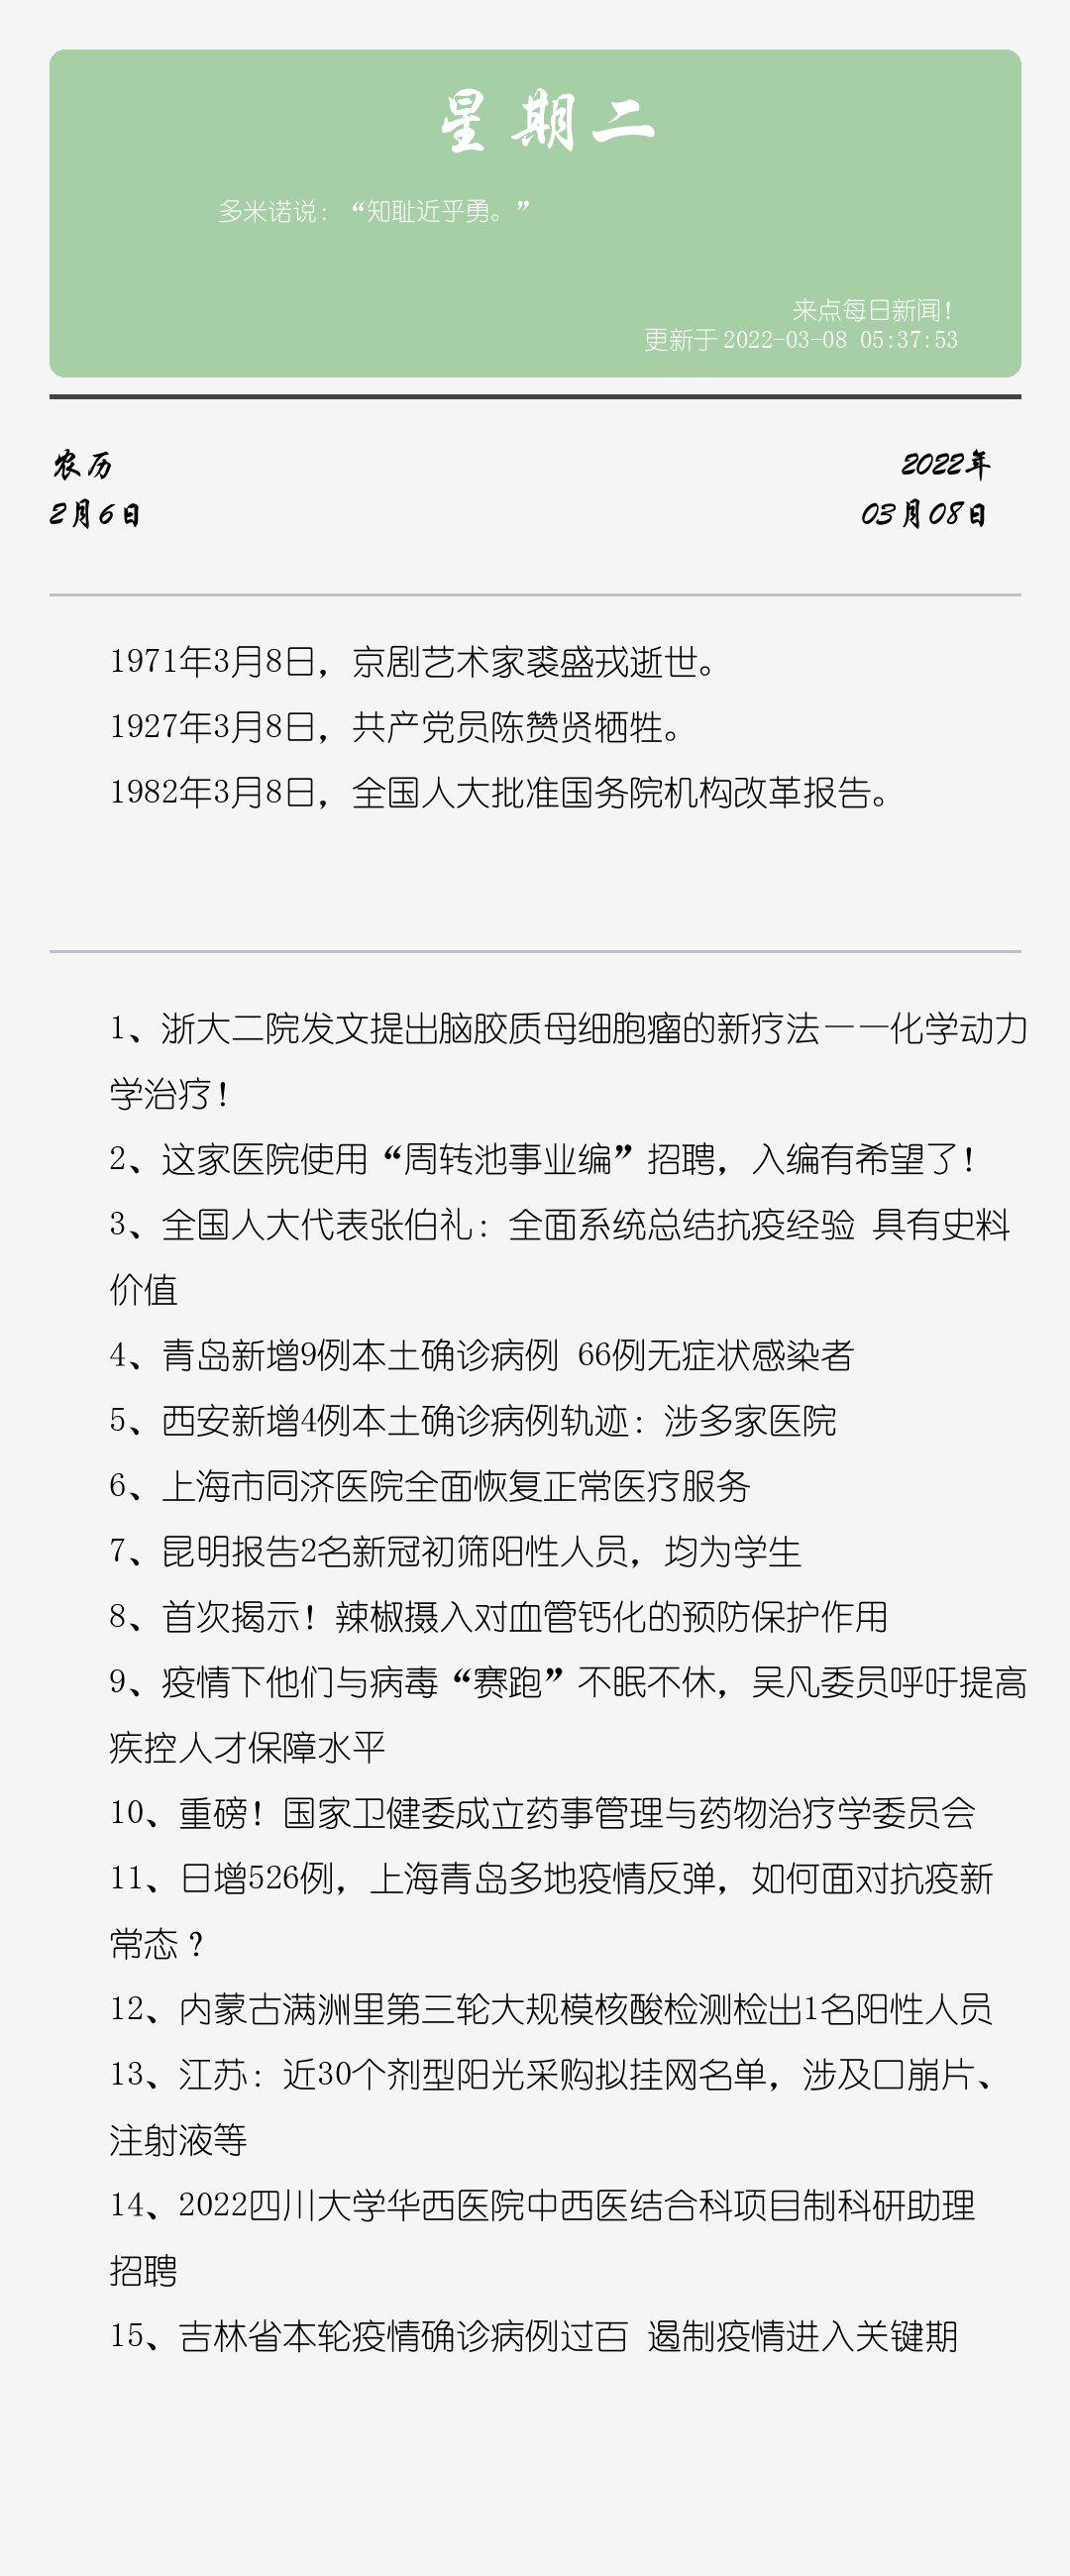 星期二
多米诺说：“知耻近乎勇。”
来点每日新闻！
更新于 2022-03-08 05:37:53
农历
2022年
2月6日
03月08日
1971年3月8日，京剧艺术家裘盛戎逝世。
1927年3月8日，共产党员陈赞贤牺牲。
1982年3月8日，全国人大批准国务院机构改革报告。
1、浙大二院发文提出脑胶质母细胞瘤的新疗法——化学动力
学治疗！
2、这家医院使用“周转池事业编”招聘，入编有希望了！
3、全国人大代表张伯礼：全面系统总结抗疫经验 具有史料
价值
4、青岛新增9例本土确诊病例 66例无症状感染者
5、西安新增4例本土确诊病例轨迹：涉多家医院
6、上海市同济医院全面恢复正常医疗服务
7、昆明报告2名新冠初筛阳性人员，均为学生
8、首次揭示！辣椒摄入对血管钙化的预防保护作用
9、疫情下他们与病毒“赛跑”不眠不休，吴凡委员呼吁提高
疾控人才保障水平
10、重磅！国家卫健委成立药事管理与药物治疗学委员会
11、日增526例，上海青岛多地疫情反弹，如何面对抗疫新
常态？
12、内蒙古满洲里第三轮大规模核酸检测检出1名阳性人员
13、江苏：近30个剂型阳光采购拟挂网名单，涉及口崩片、
注射液等
14、2022四川大学华西医院中西医结合科项目制科研助理
招聘
15、吉林省本轮疫情确诊病例过百 遏制疫情进入关键期